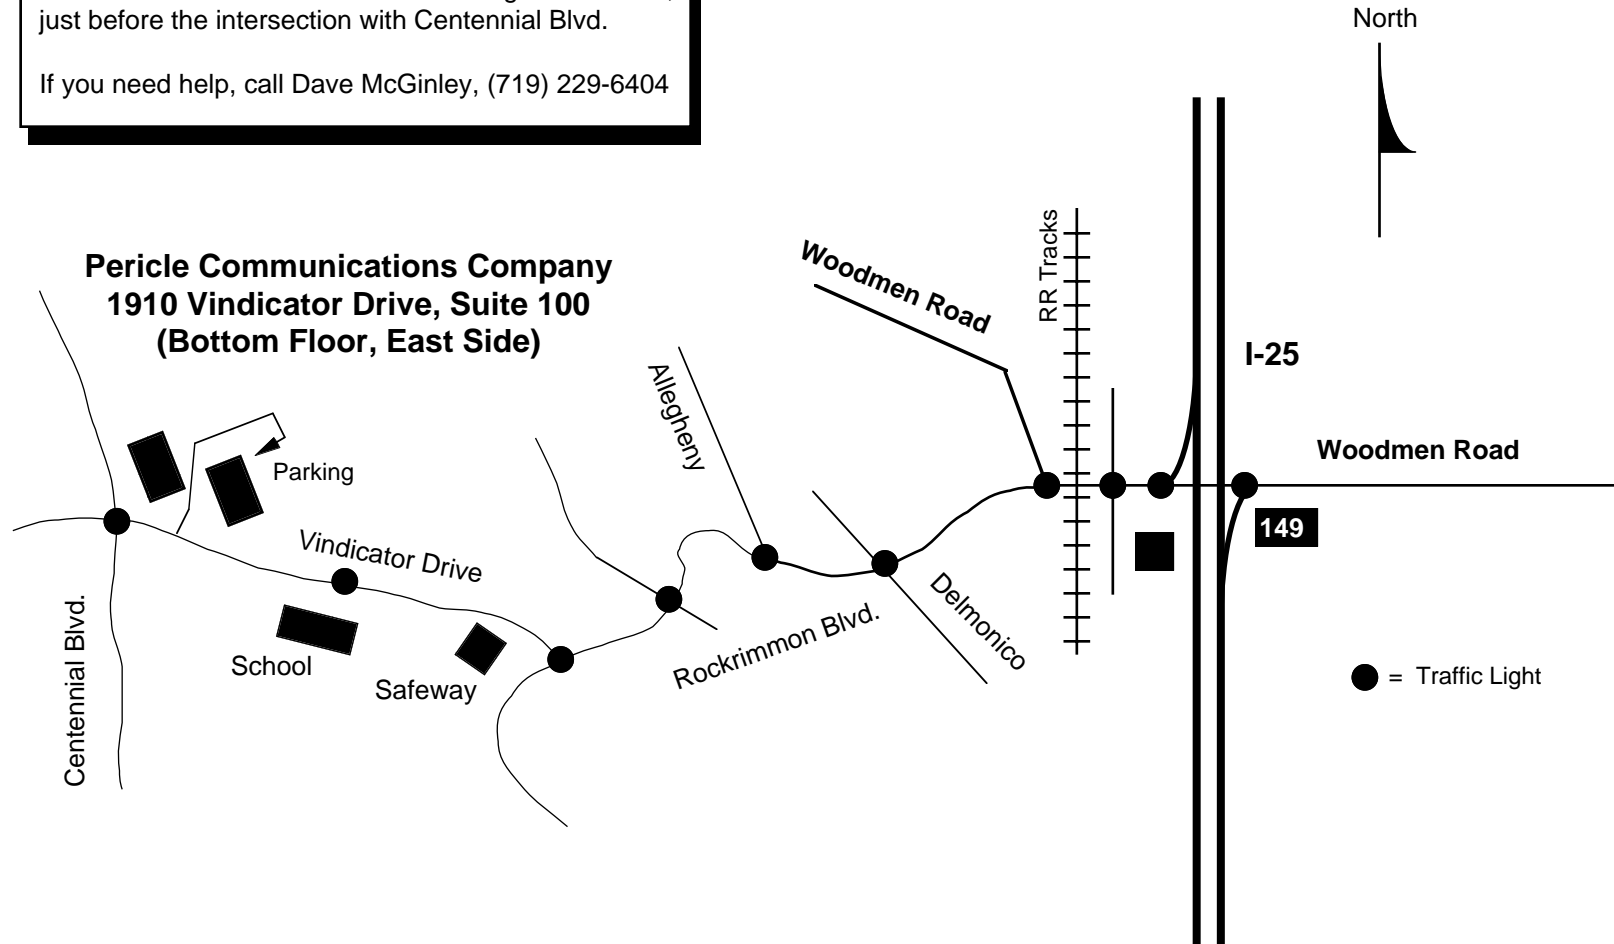 just before the intersection with Centennial Blvd.
If you need help, call Dave McGinley, (719) 229-6404
North
Pericle Communications Company
1910 Vindicator Drive, Suite 100
(Bottom Floor, East Side)
Woodmen Road
RR Tracks
I-25
Allegheny
Woodmen Road
Parking
149
Vindicator Drive
Delmonico
Centennial Blvd.
Rockrimmon Blvd.
School
Safeway
= Traffic Light